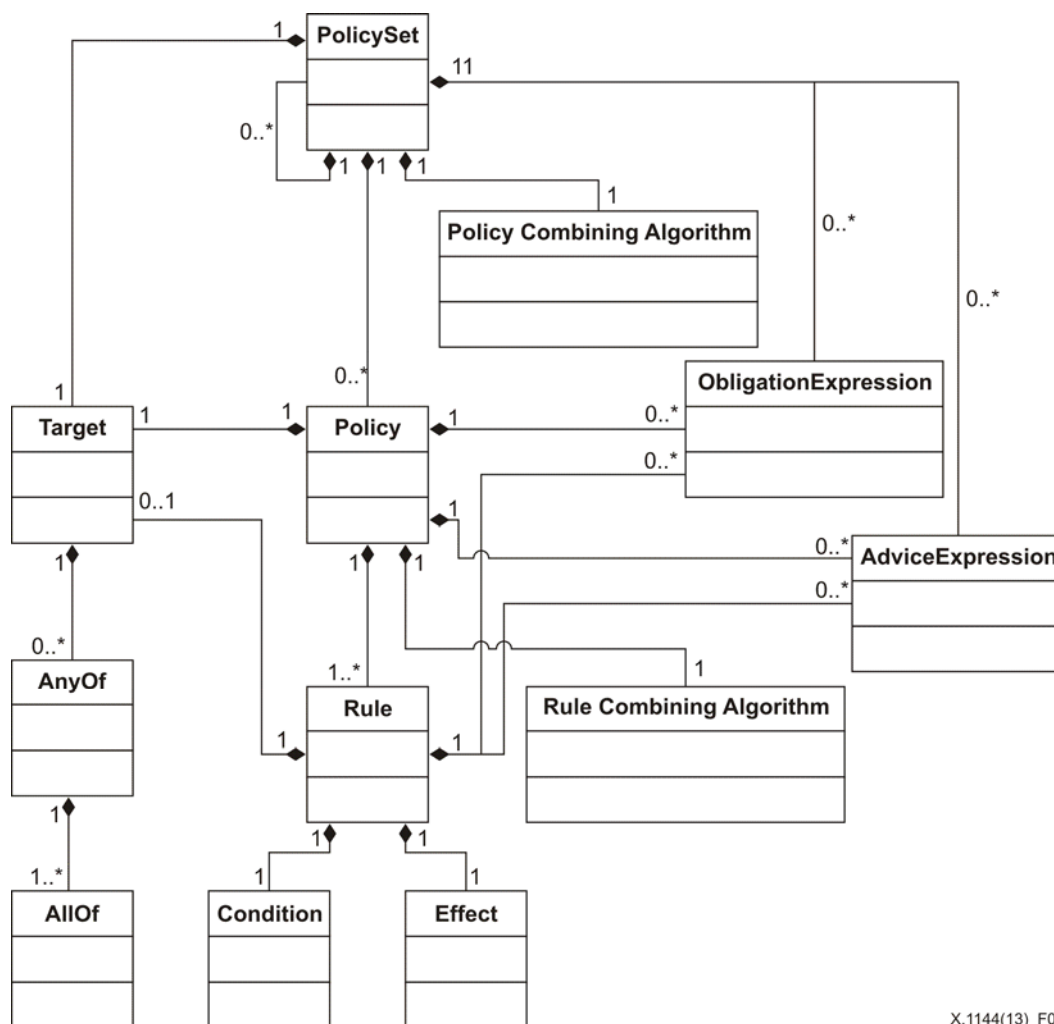 PolicySet
1
11
0..*
1
1
1
1
Policy Combining Algorithm
0..*
0..*
0..*
1
ObligationExpression
Target
1
1
Policy
1
0..*
0..*
0..1
1
0..*
AdviceExpression
1
1
1
0..*
0..*
1..*
1
AnyOf
Rule
Rule Combining Algorithm
1
1
1
1
1
1..*
1
1
AllOf
Condition
Effect
X.1144(13)_F0